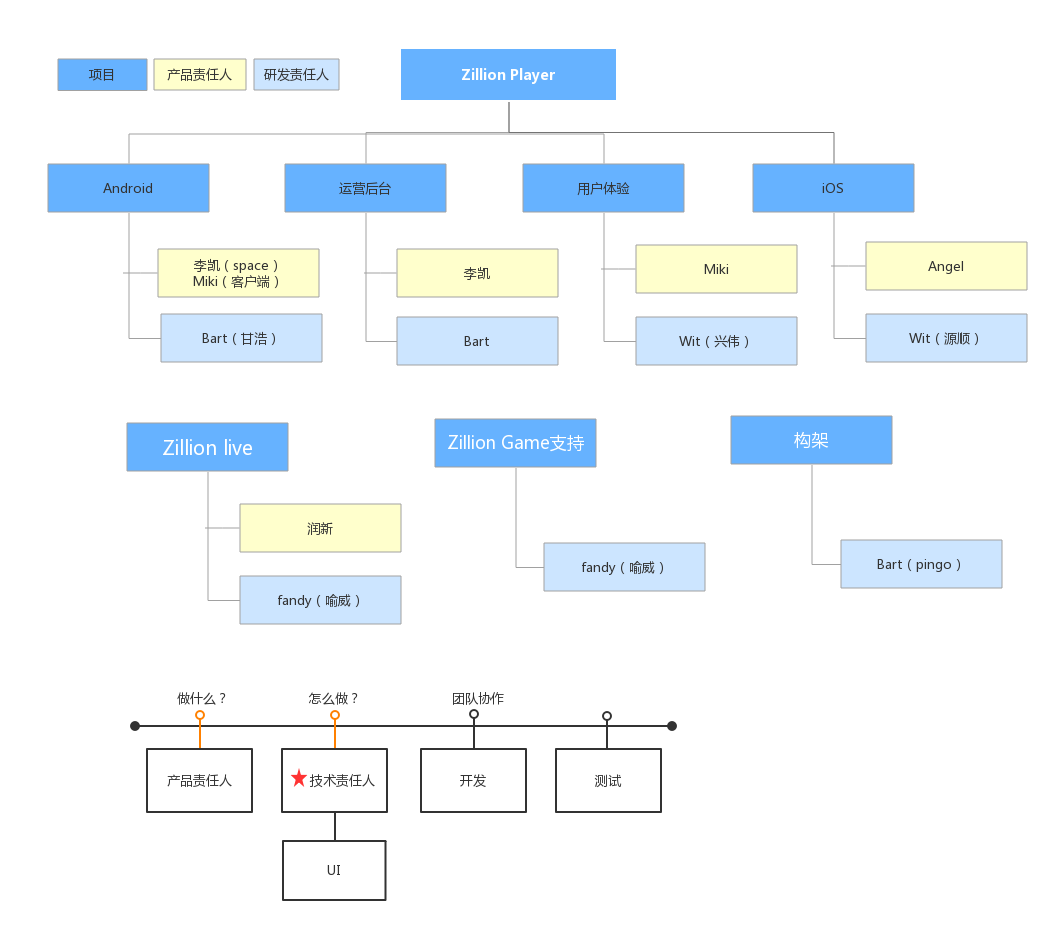 项目
产品责任人
研发责任人
Zillion Player
Android
运营后台
用户体验
iOS
李凯（space）
Miki（客户端）
李凯
Miki
Angel
Bart（甘浩）
Bart
Wit（兴伟）
Wit（源顺）
Zillion live
Zillion Game支持
构架
润新
fandy（喻威）
fandy（喻威）
Bart（pingo）
做什么？
怎么做？
团队协作
产品责任人
技术责任人
开发
测试
UI